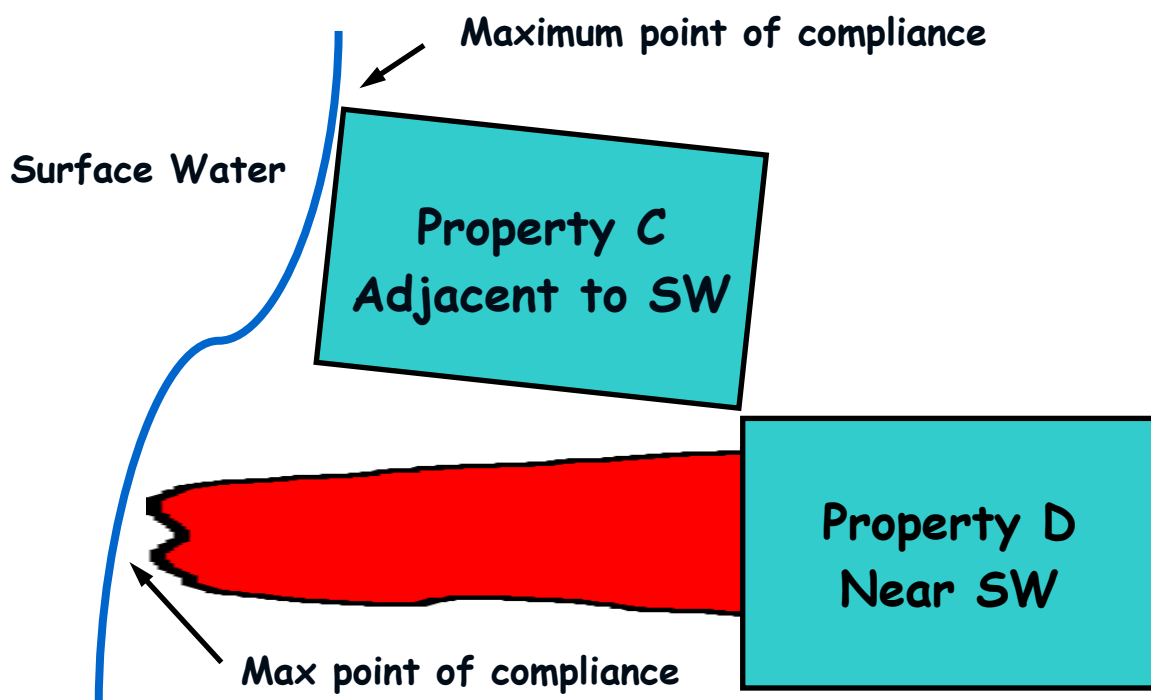 Maximum point of compliance
Surface Water
Property C
Adjacent to SW
Property D
Near SW
Max point of compliance